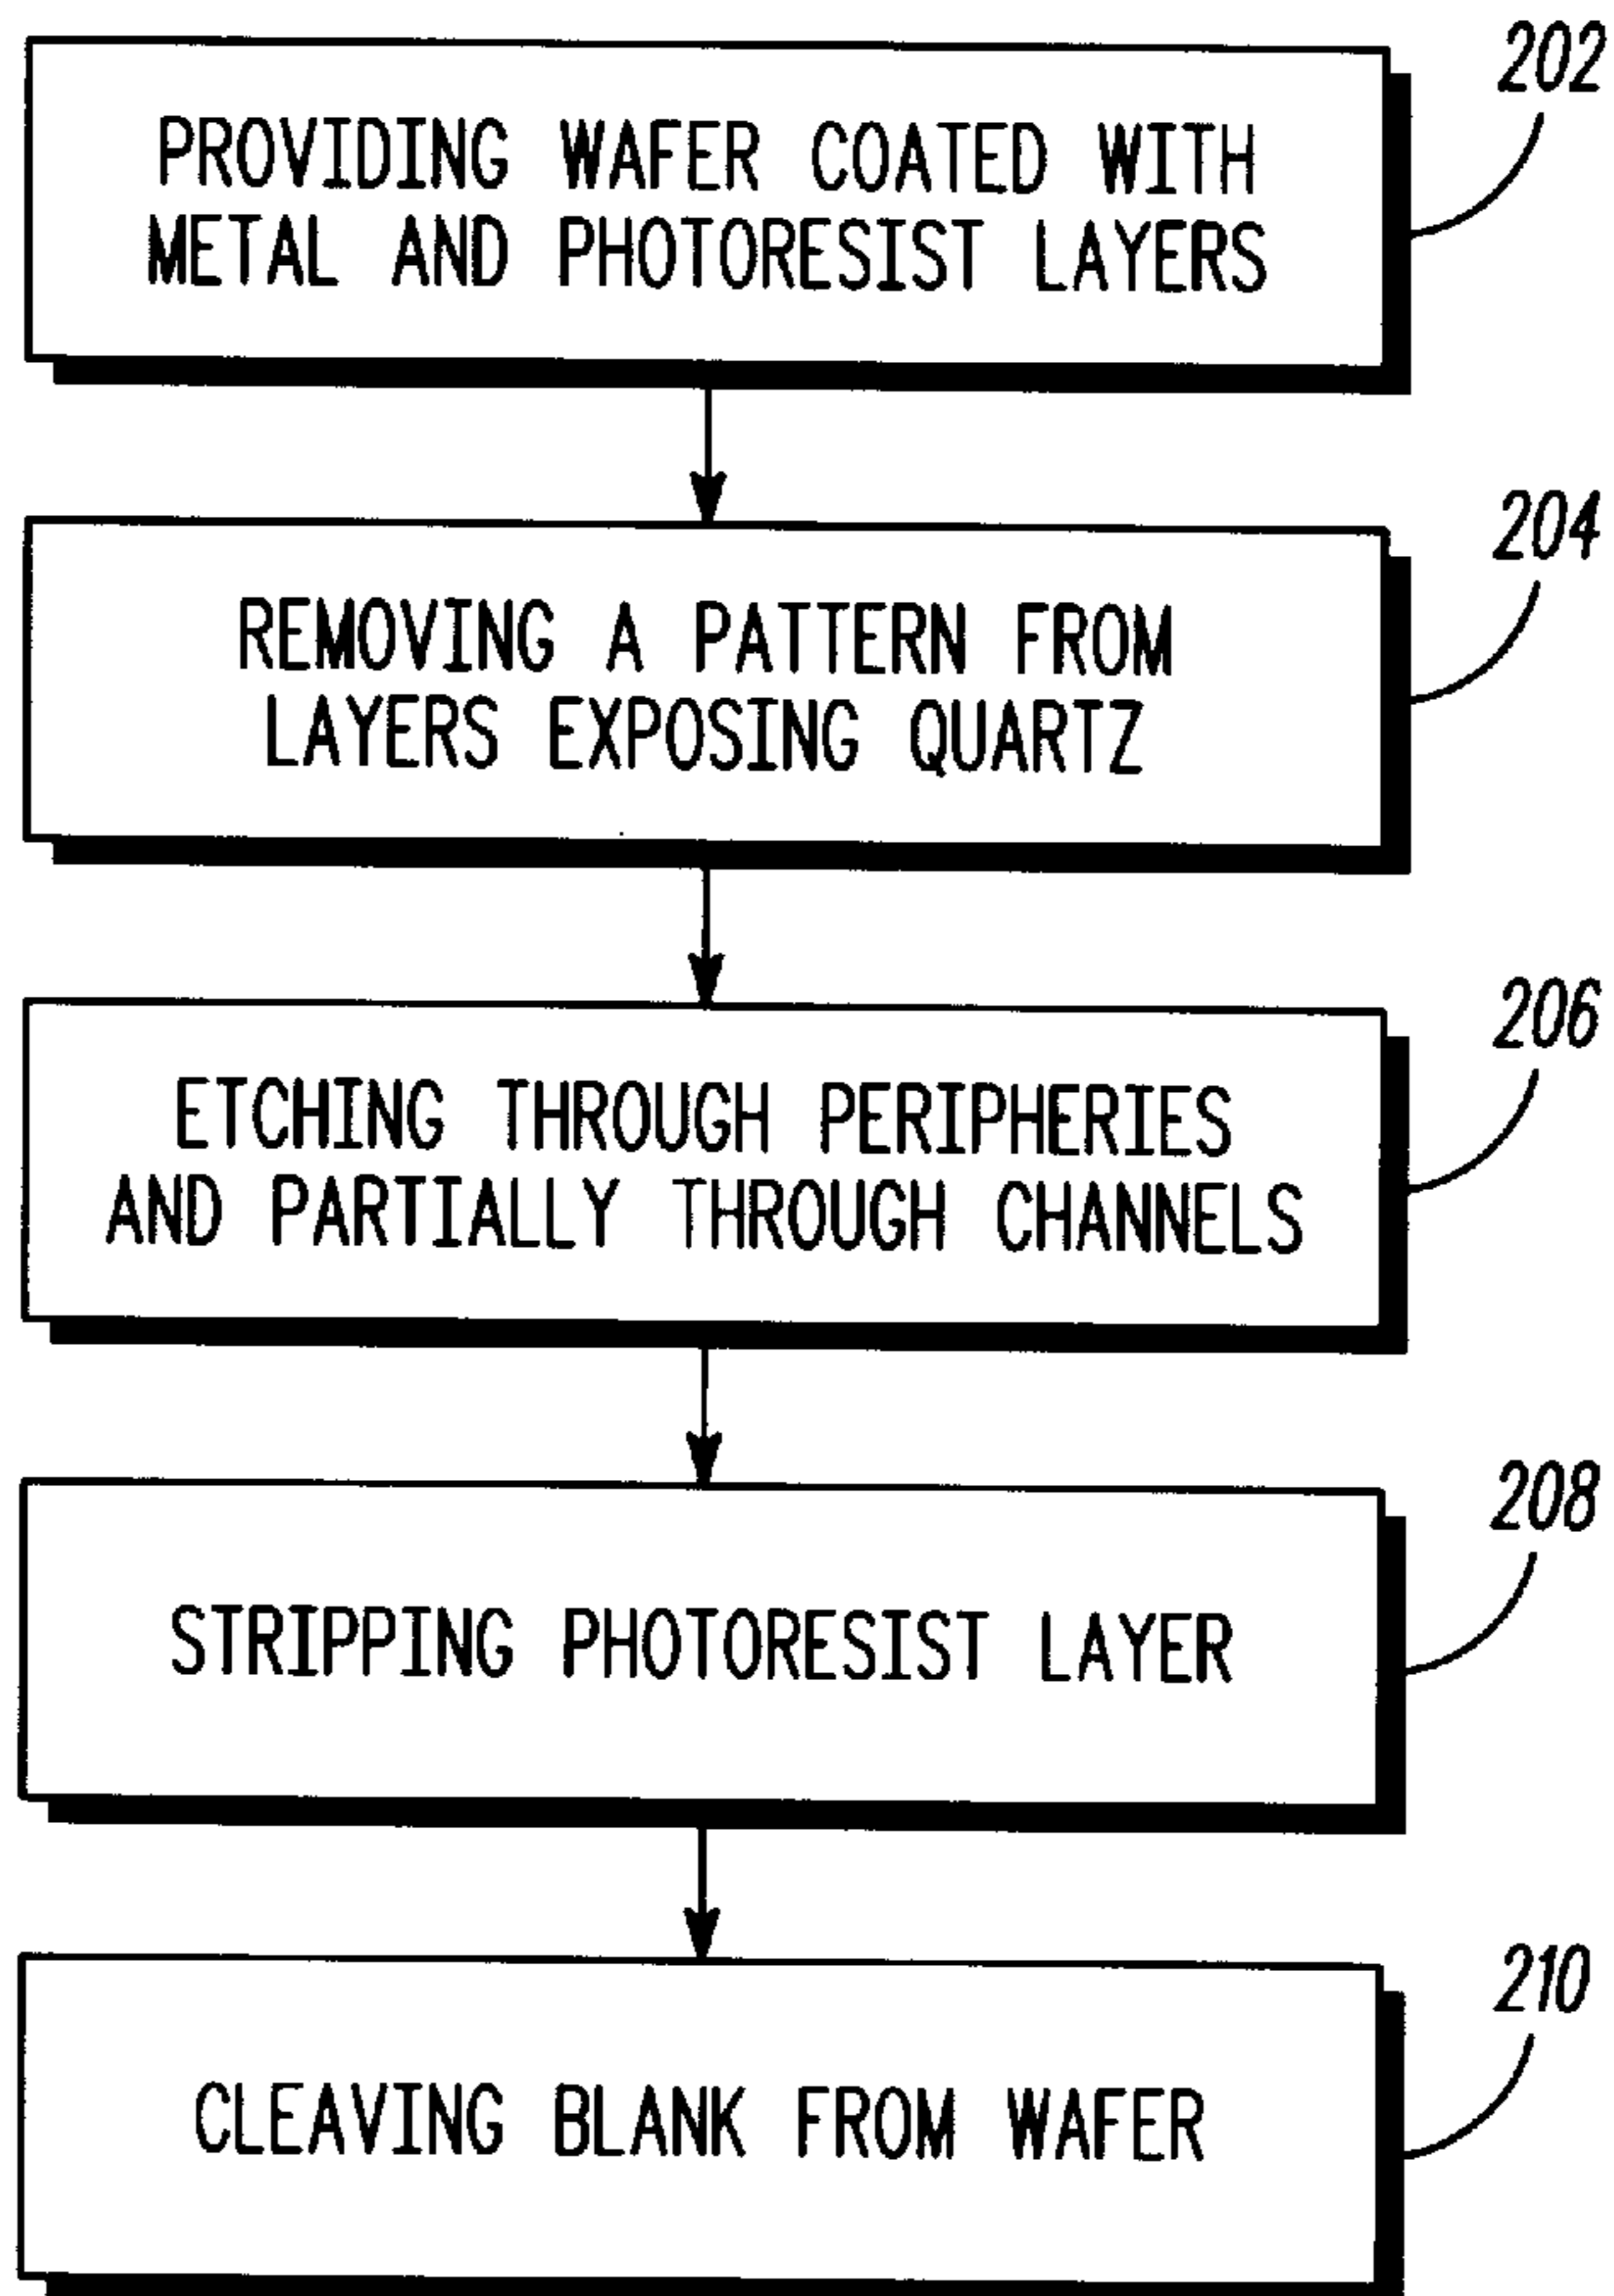 202
PROVIDING WAFER COATED WITH
METAL AND PHOTORESIST LAYERS
204
REMOVING A PATTERN FROM
LAYERS EXPOSING QUARTZ
206
ETCHING THROUGH PERIPHERIES
AND PARTIALLY THROUGH CHANNELS
208
STRIPPING PHOTORESIST LAYER
210
CLEAVING BLANK FROM WAFER